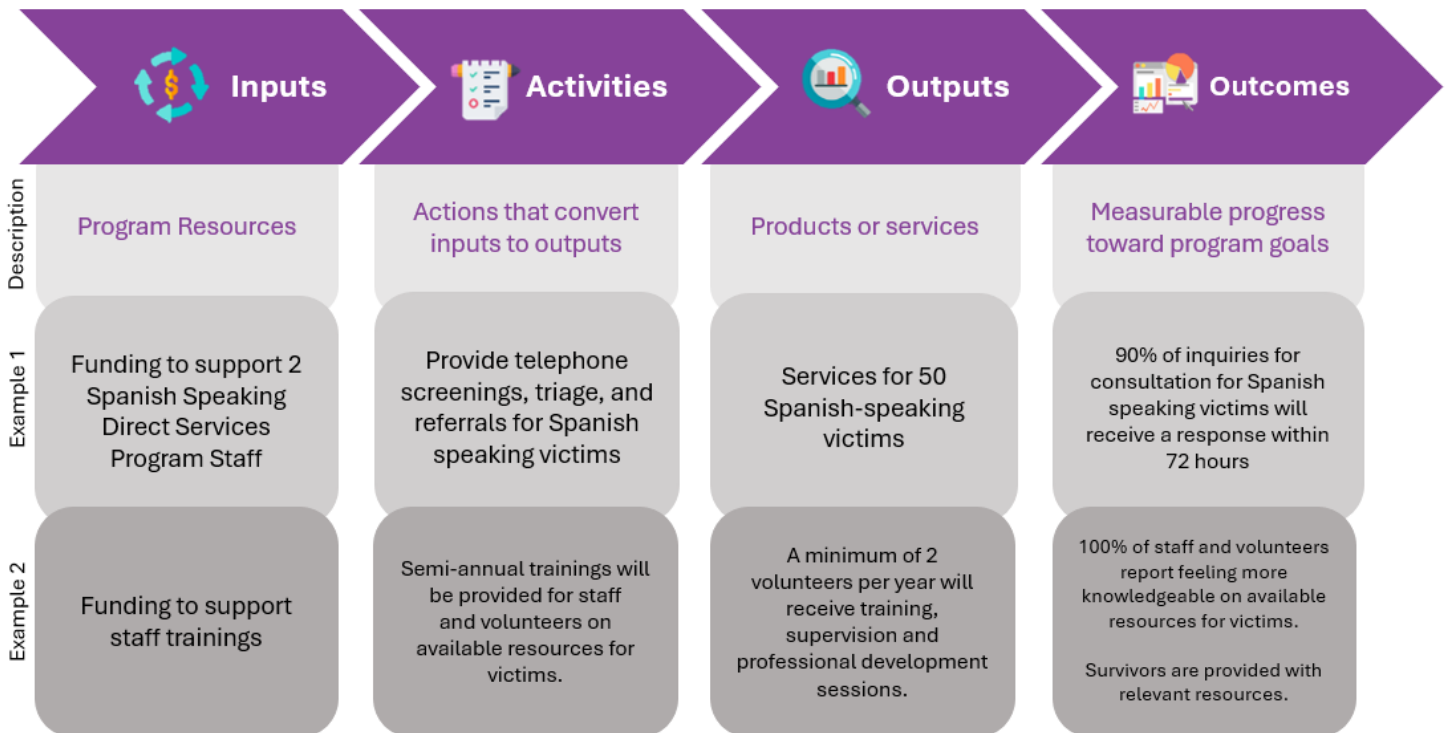 Inputs
Activities
Outputs
Outcomes
Description
Program Resources
Actions that convert
inputs to outputs
Products or services
Measurable progress
toward program goals
Example 1
Funding to support 2
Spanish Speaking
Direct Services
Program Staff
Provide telephone
screenings, triage, and
referrals for Spanish
speaking victims
Services for 50
Spanish-speaking
victims
90% of inquiries for
consultation for Spanish
speaking victims will
receive a response within
72 hours
Example 2
Funding to support
staff trainings
Semi-annual trainings will
be provided for staff
and volunteers on
available resources for
victims.
A minimum of 2
volunteers per year will
receive training,
supervision and
professional development
sessions.
100% of staff and volunteers
report feeling more
knowledgeable on available
resources for victims.
Survivors are provided with
relevant resources.